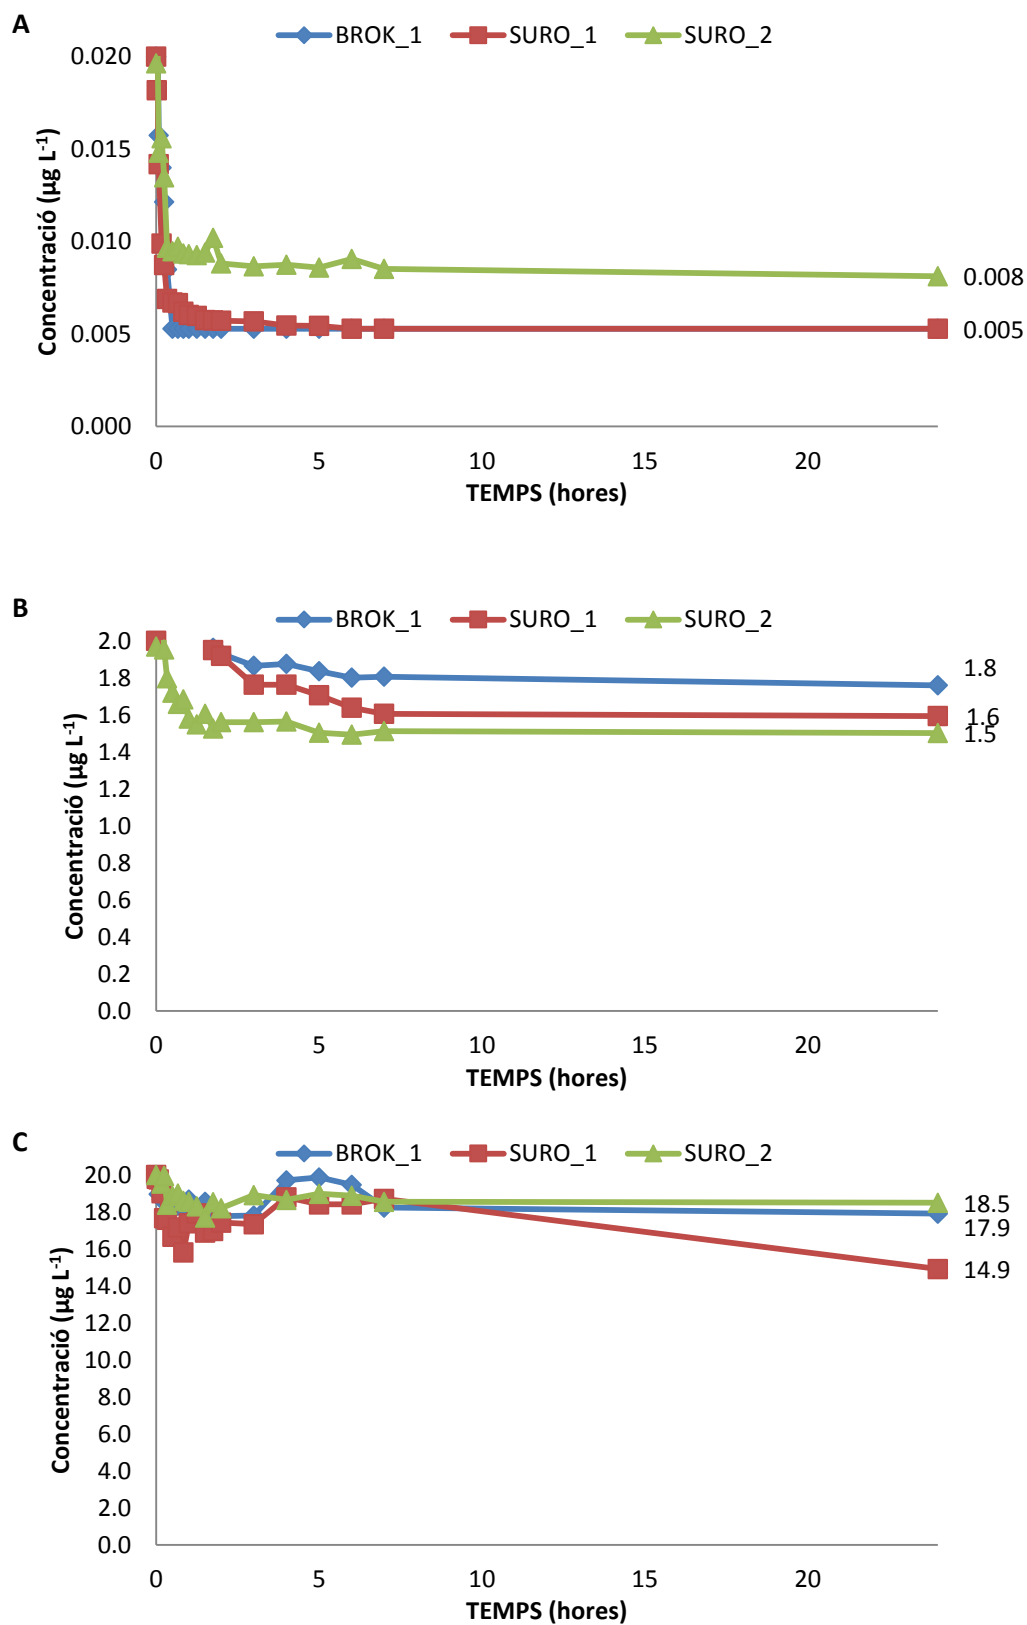 A
BROK_1 SURO_1 SURO_2
0.020
0.015
0.010
0.005
0.000
Concentració (µg L-1)
0.008
0.005
0 5 10 15 20
TEMPS (hores)
B
BROK_1 SURO_1 SURO_2
2.0
1.8
1.6
1.4
1.2
1.0
0.8
0.6
0.4
0.2
0.0
Concentració (µg L-1)
1.8
1.6
1.5
0 5 10 15 20
TEMPS (hores)
C
BROK_1 SURO_1 SURO_2
20.0
18.0
16.0
14.0
12.0
10.0
8.0
6.0
4.0
2.0
0.0
Concentració (µg L-1)
18.5
17.9
14.9
0 5 10 15 20
TEMPS (hores)